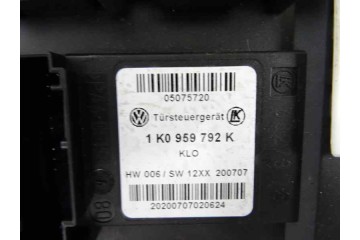 05075720
Türsteuergerät
1 K0 959 792 K
KLO
HW 006 / SW 12XX 200707
20200707020624